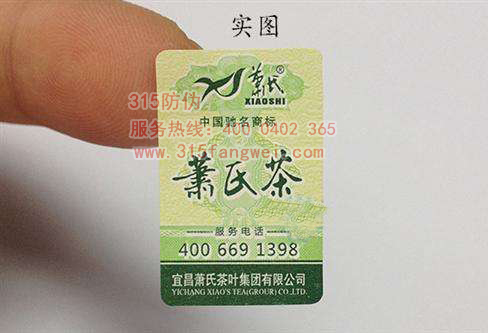 实图
萧氏®
XIAOSHI
315防伪
中国驰名商标
服务热线：400 0402 365
www.315fangwei.com
萧氏茶
服务电话
400 669 1398
宜昌萧氏茶叶集团有限公司
YICHANG XIAO'S TEA(GROUR) CO.,LTD.